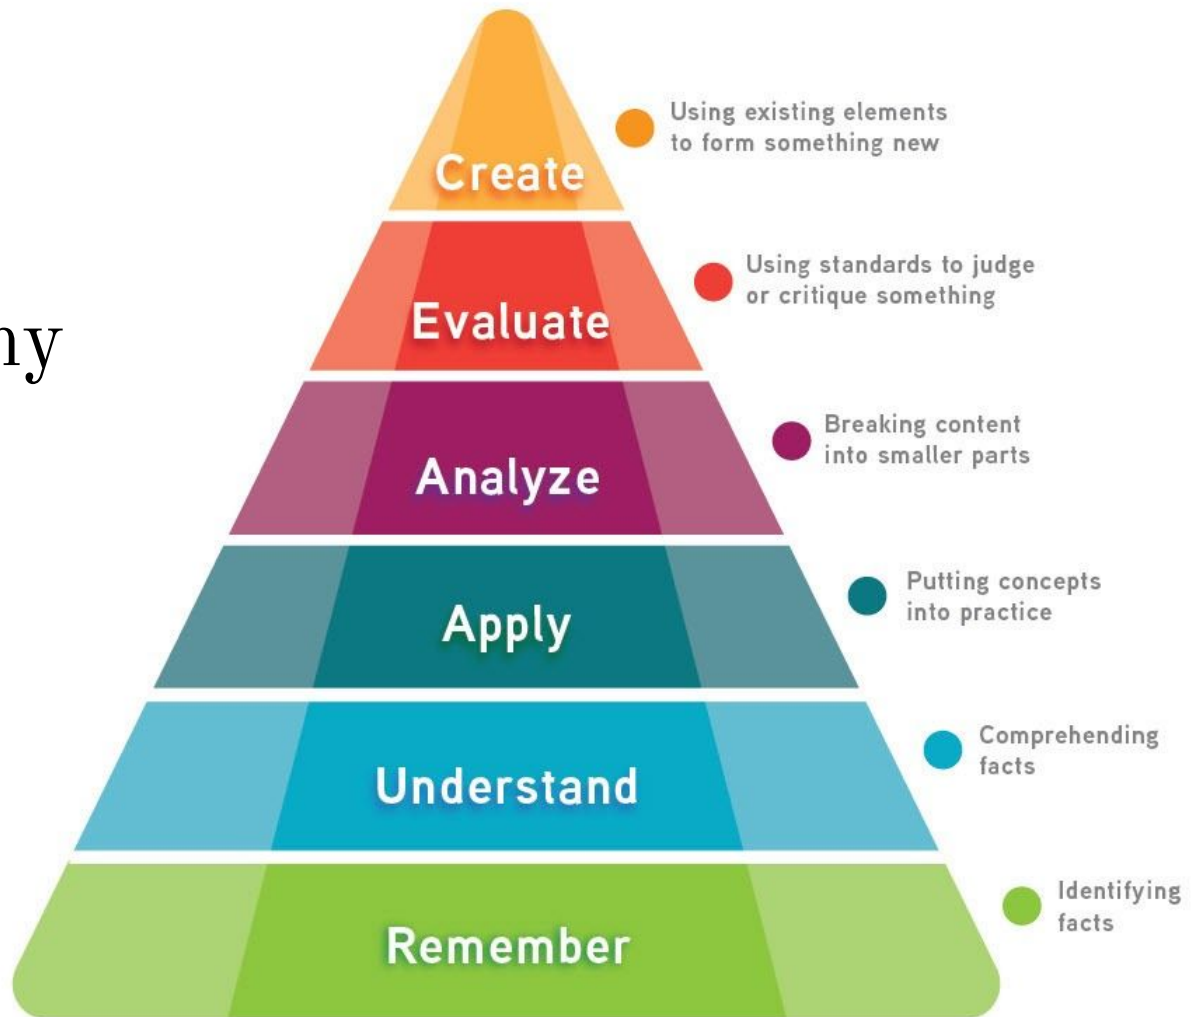 Using existing elements
to form something new
Create
Using standards to judge
or critique something
Evaluate
Breaking content
into smaller parts
Analyze
Putting concepts
into practice
Apply
Comprehending
facts
Understand
Identifying
facts
Remember